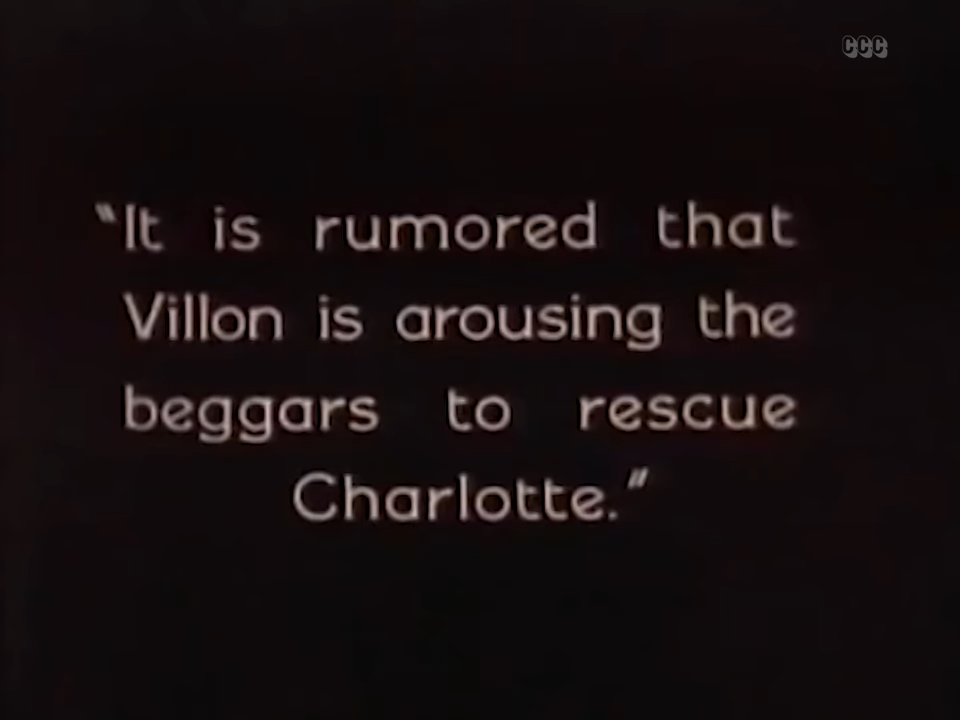 CCC
“It is rumored that
Villon is arousing the
beggars to rescue
Charlotte.”